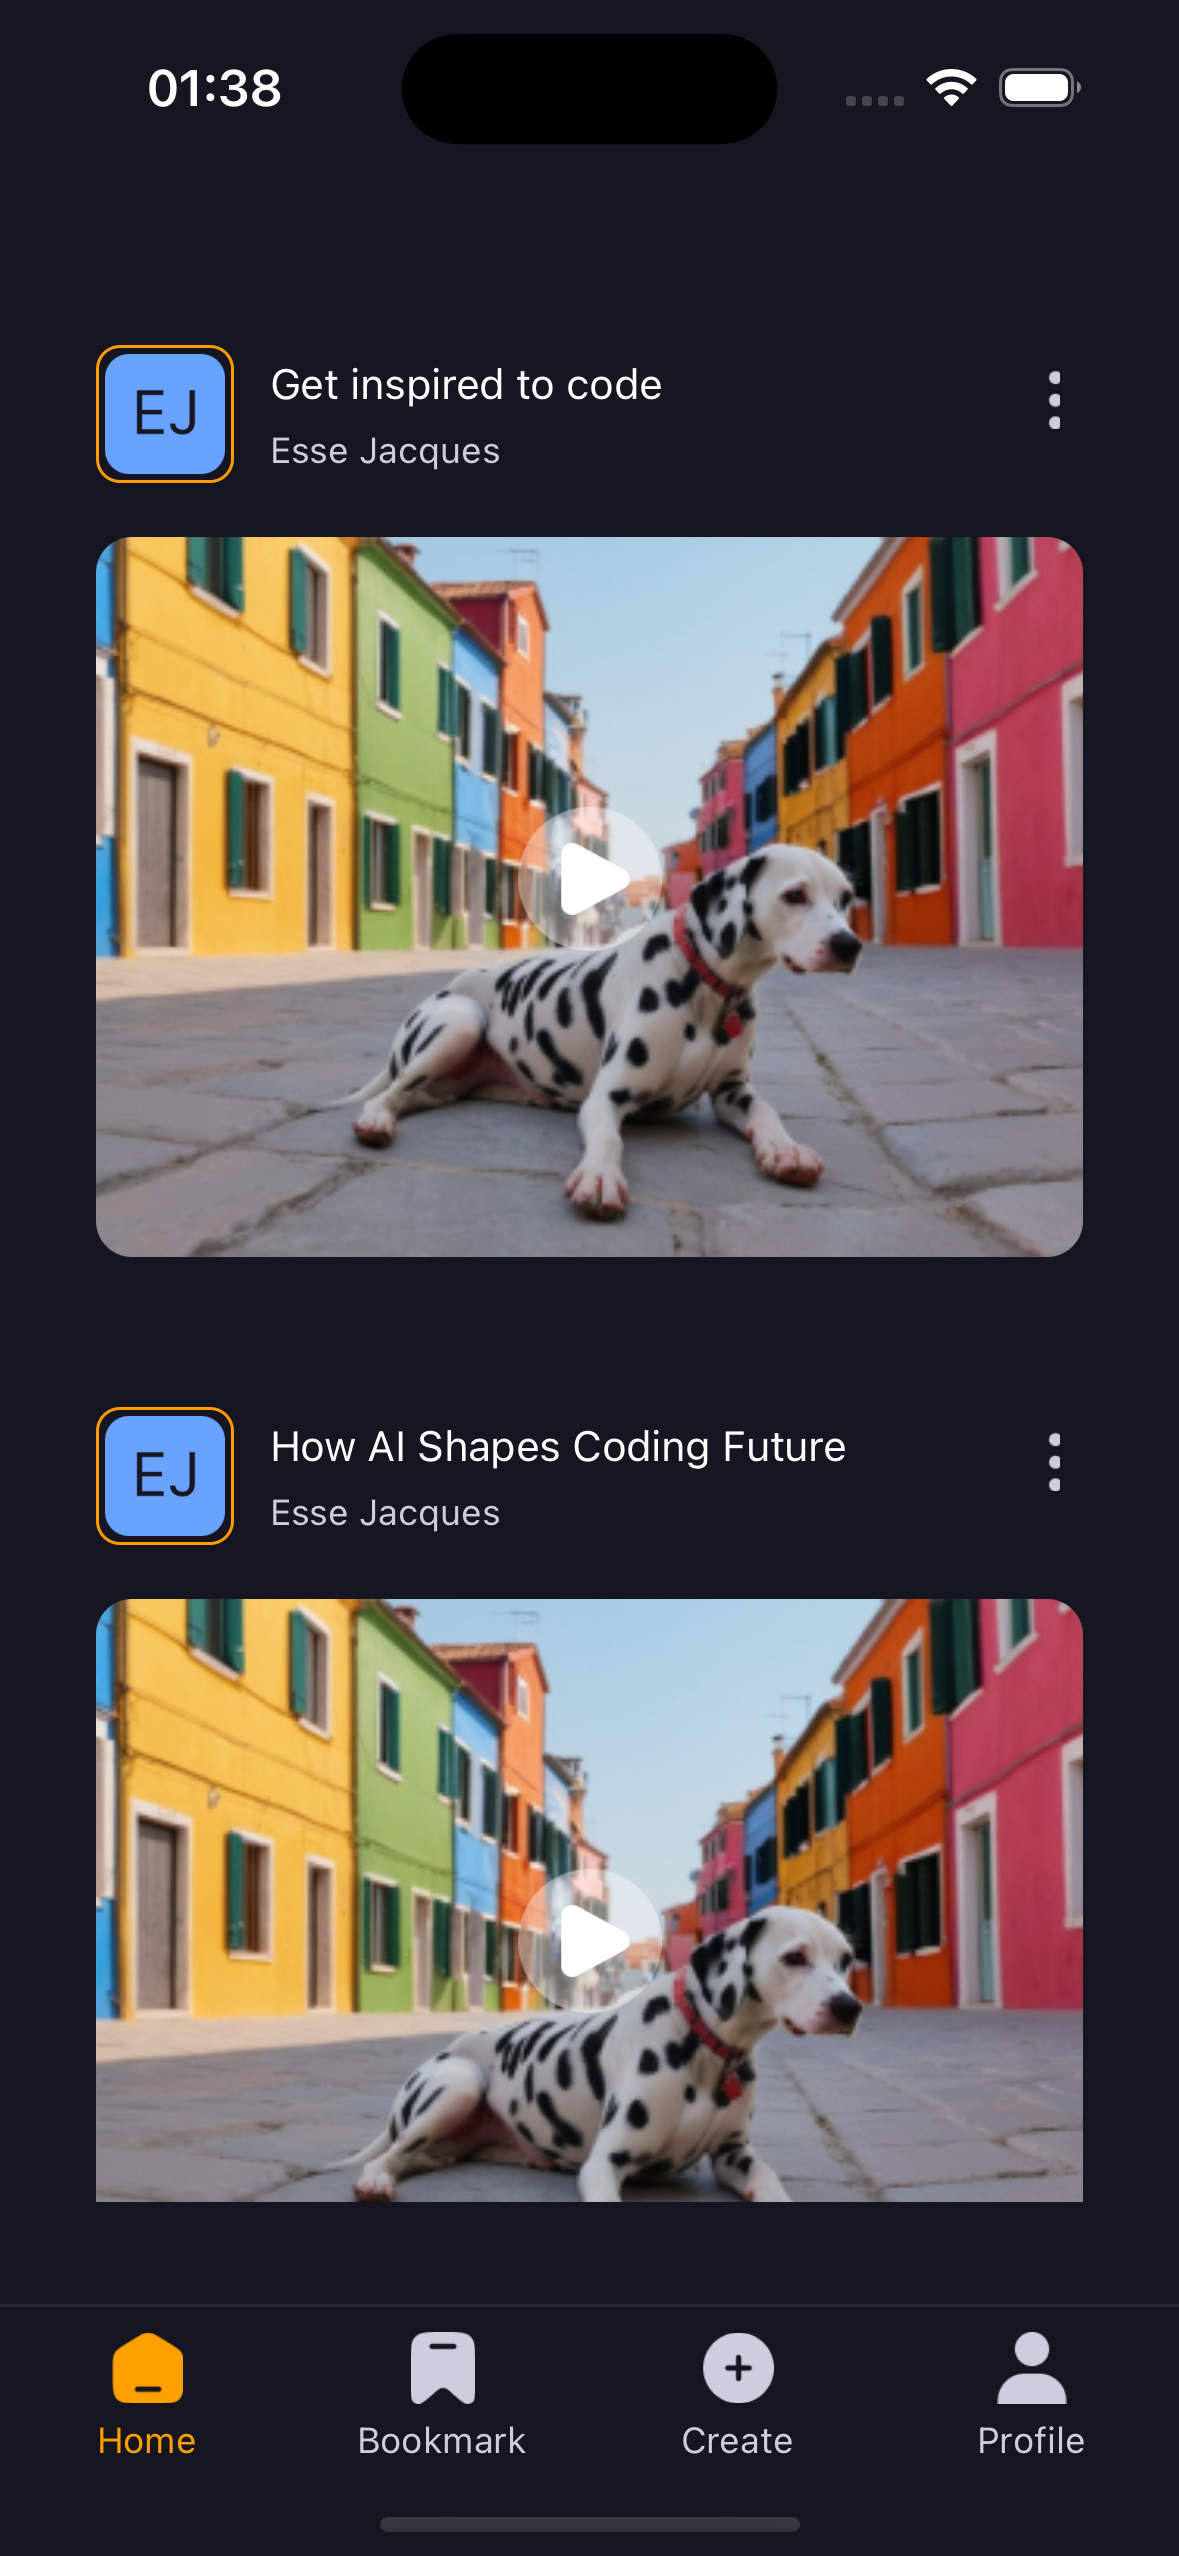 01:38
EJ
Get inspired to code
Esse Jacques
EJ
How AI Shapes Coding Future
Esse Jacques
Home
Bookmark
Create
Profile